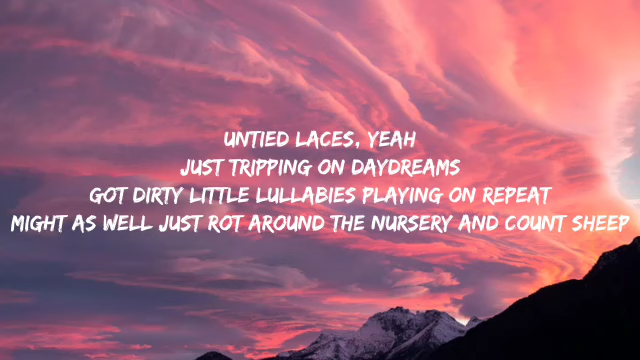 UNTIED LACES, YEAH
JUST TRIPPING ON DAYDREAMS
GOT DIRTY LITTLE LULLABIES PLAYING ON REPEAT
MIGHT AS WELL JUST ROT AROUND THE NURSERY AND COUNT SHEEP